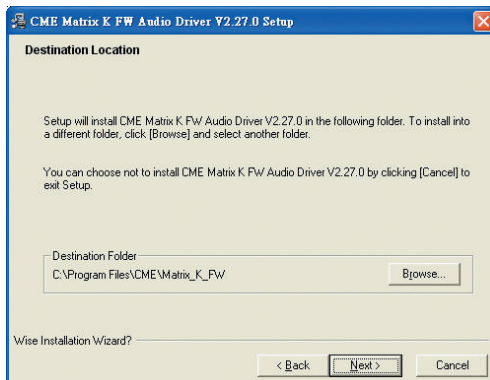 CME Matrix K FW Audio Driver V2.27.0 Setup
Destination Location
Setup will install CME Matrix K FW Audio Driver V2.27.0 in the following folder. To install into
a different folder, click [Browse] and select another folder.
You can choose not to install CME Matrix K FW Audio Driver V2.27.0 by clicking [Cancel] to
exit Setup.
Destination Folder
C:\Program Files\CME\Matrix_K_FW
Browse...
Wise Installation Wizard?
< Back Next > Cancel